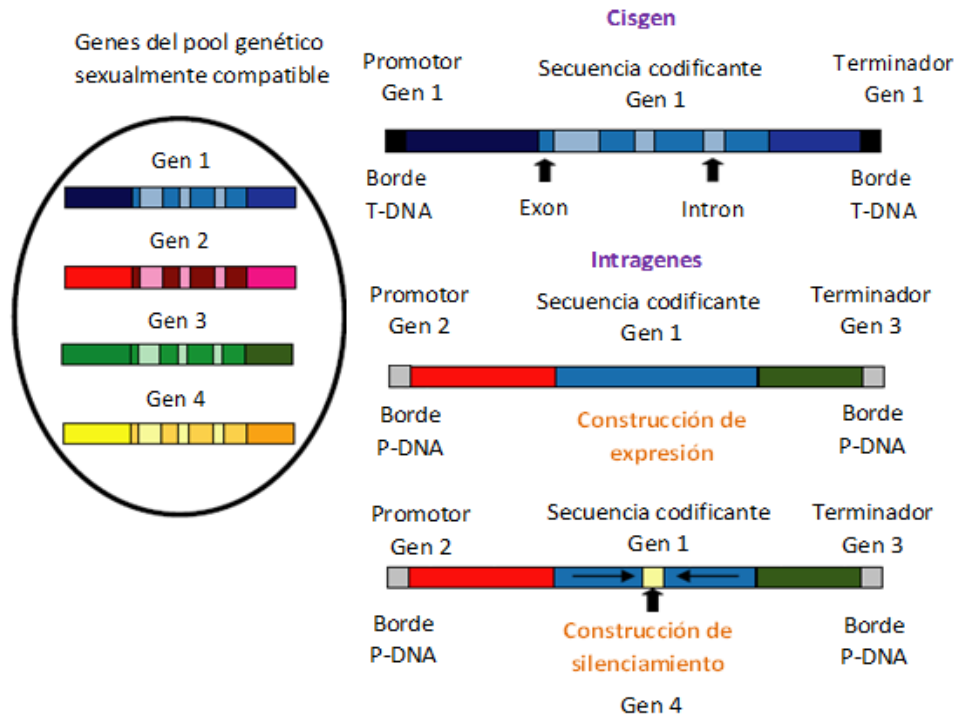 Genes del pool genético
sexualmente compatible
Gen 1
Gen 2
Gen 3
Gen 4
Cisgen
Promotor
Gen 1
Secuencia codificante
Gen 1
Terminador
Gen 1
Borde
T-DNA
Exon
Intron
Borde
T-DNA
Intragenes
Promotor
Gen 2
Secuencia codificante
Gen 1
Terminador
Gen 3
Borde
P-DNA
Construcción de
expresión
Borde
P-DNA
Promotor
Gen 2
Secuencia codificante
Gen 1
Terminador
Gen 3
Borde
P-DNA
Construcción de
silenciamiento
Gen 4
Borde
P-DNA